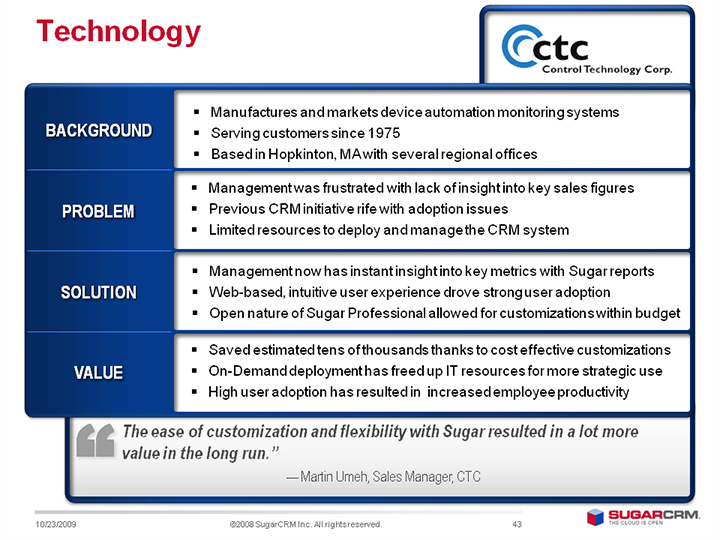 Technology
ctc
Control Technology Corp.
BACKGROUND
▪ Manufactures and markets device automation monitoring systems
▪ Serving customers since 1975
▪ Based in Hopkinton, MA with several regional offices
PROBLEM
▪ Management was frustrated with lack of insight into key sales figures
▪ Previous CRM initiative rife with adoption issues
▪ Limited resources to deploy and manage the CRM system
SOLUTION
▪ Management now has instant insight into key metrics with Sugar reports
▪ Web-based, intuitive user experience drove strong user adoption
▪ Open nature of Sugar Professional allowed for customizations within budget
VALUE
▪ Saved estimated tens of thousands thanks to cost effective customizations
▪ On-Demand deployment has freed up IT resources for more strategic use
▪ High user adoption has resulted in increased employee productivity
“ The ease of customization and flexibility with Sugar resulted in a lot more
value in the long run.”
— Martin Umeh, Sales Manager, CTC
10/23/2009
©2008 SugarCRM Inc. All rights reserved.
43
SUGARCRM.
THE CLOUD IS OPEN